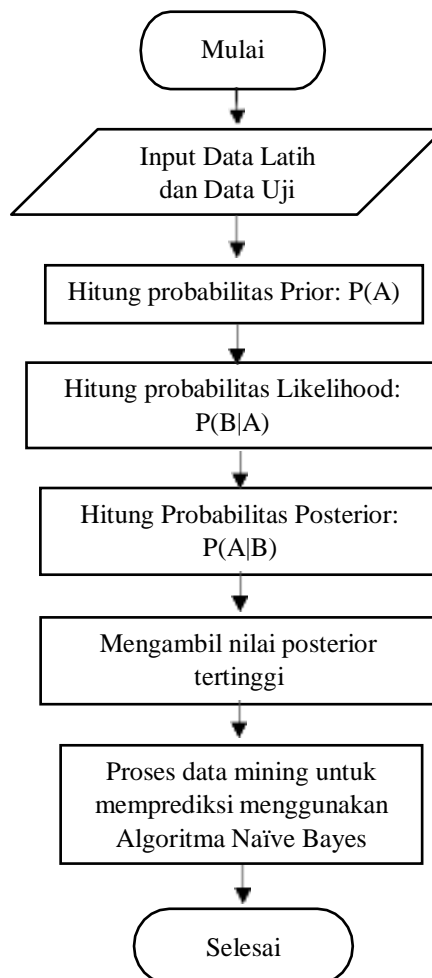 Mulai
Input Data Latih
dan Data Uji
Hitung probabilitas Prior: P(A)
Hitung probabilitas Likelihood:
P(B|A)
Hitung Probabilitas Posterior:
P(A|B)
Mengambil nilai posterior
tertinggi
Proses data mining untuk
memprediksi menggunakan
Algoritma Naïve Bayes
Selesai